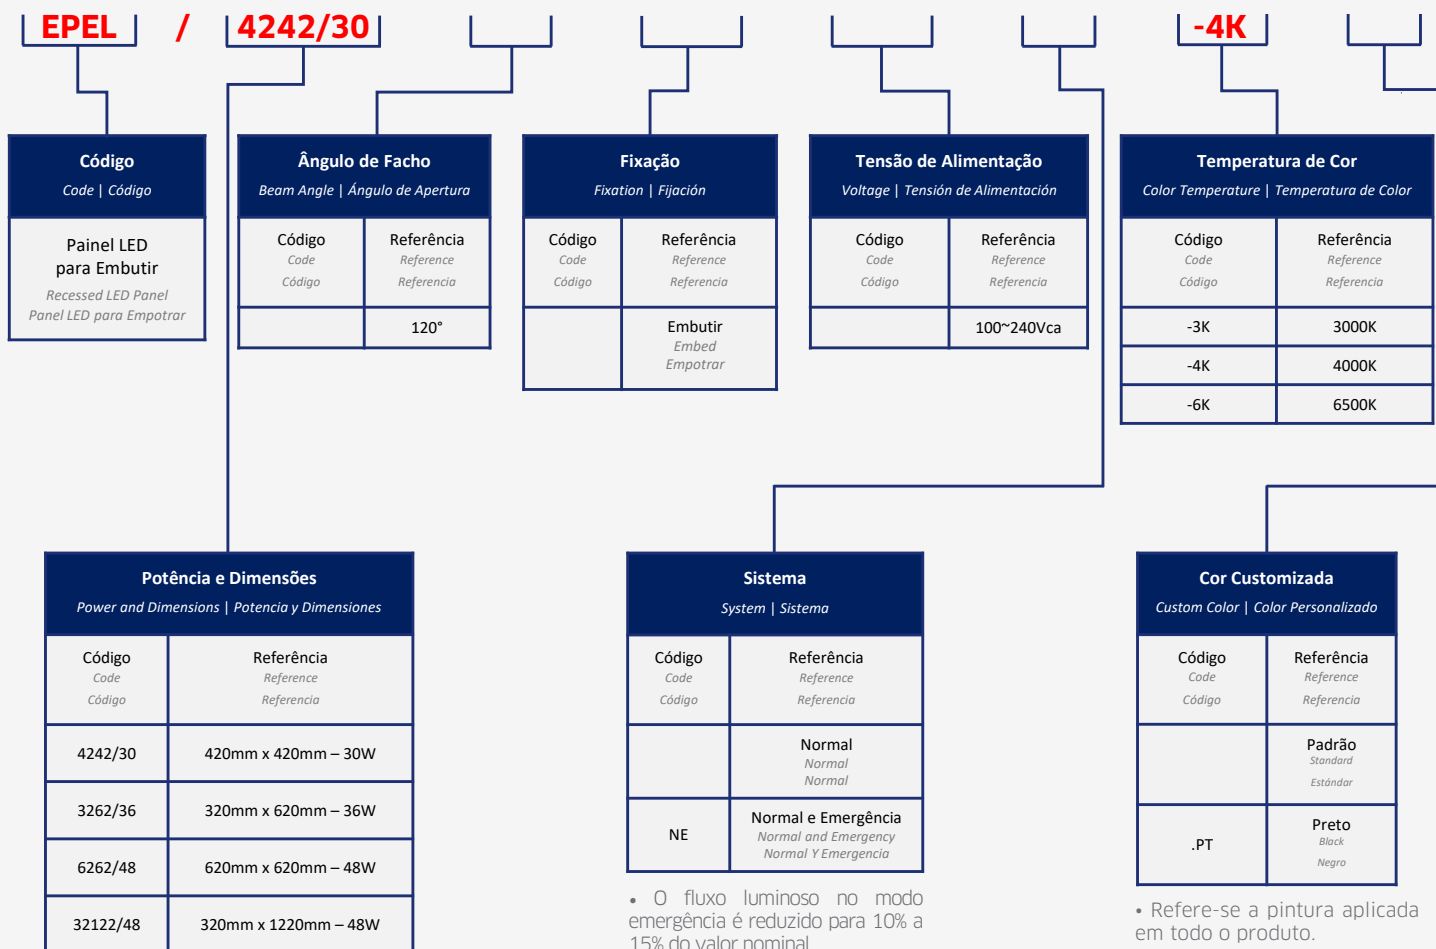 EPEL / 4242/30 -4K
Código
Code | Código
Painel LED
para Embutir
Recessed LED Panel
Panel LED para Empotrar
Ângulo de Facho
Beam Angle | Ángulo de Apertura
Código Referência
Code Reference
Código Referencia
120°
Fixação
Fixation | Fijación
Código Referência
Code Reference
Código Referencia
Embutir
Embed
Empotrar
Tensão de Alimentação
Voltage | Tensión de Alimentación
Código Referência
Code Reference
Código Referencia
100~240Vca
Temperatura de Cor
Color Temperature | Temperatura de Color
Código Referência
Code Reference
Código Referencia
-3K 3000K
-4K 4000K
-6K 6500K
Potência e Dimensões
Power and Dimensions | Potencia y Dimensiones
Código Referência
Code Reference
Código Referencia
4242/30 420mm x 420mm – 30W
3262/36 320mm x 620mm – 36W
6262/48 620mm x 620mm – 48W
32122/48 320mm x 1220mm – 48W
Sistema
System | Sistema
Código Referência
Code Reference
Código Referencia
Normal
Normal
Normal
NE Normal e Emergência
Normal and Emergency
Normal Y Emergencia
• O fluxo luminoso no modo
emergência é reduzido para 10% a
15% do valor nominal
Cor Customizada
Custom Color | Color Personalizado
Código Referência
Code Reference
Código Referencia
Padrão
Standard
Estándar
.PT Preto
Black
Negro
• Refere-se a pintura aplicada
em todo o produto.